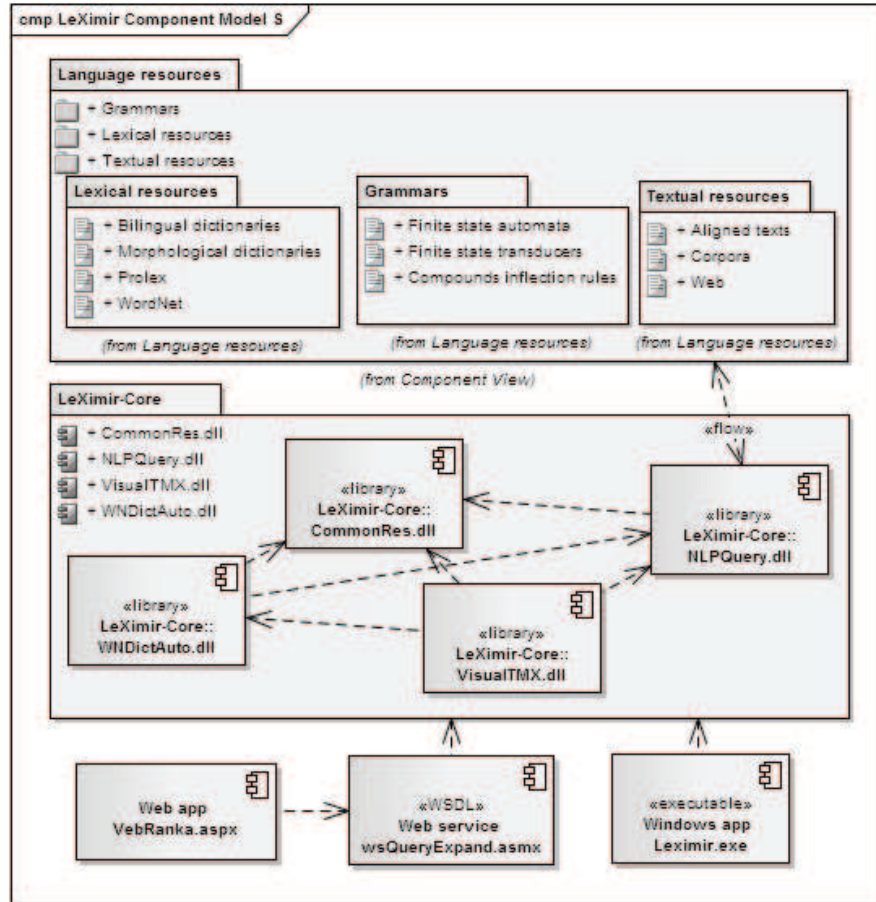 cmp LeXimir Component Model S
Language resources
+ Grammars
+ Lexical resources
+ Textual resources
Lexical resources
+ Bilingual dictionaries
+ Morphological dictionaries
+ Prolex
+ WordNet
(from Language resources)
Grammars
+ Finite state automata
+ Finite state transducers
+ Compounds inflection rules
(from Language resources)
Textual resources
+ Aligned texts
+ Corpora
+ Web
(from Language resources)
(from Component View)
LeXimir-Core
+ CommonRes.dll
+ NLPQuery.dll
+ VisualTMX.dll
+ WNDictAuto.dll
«flow»
«library»
LeXimir-Core::
CommonRes.dll
«library»
LeXimir-Core::
NLPQuery.dll
«library»
LeXimir-Core::
WNDictAuto.dll
«library»
LeXimir-Core::
VisualTMX.dll
Web app
VebRanka.aspx
«WSDL»
Web service
wsQueryExpand.asmx
«executable»
Windows app
Leximir.exe